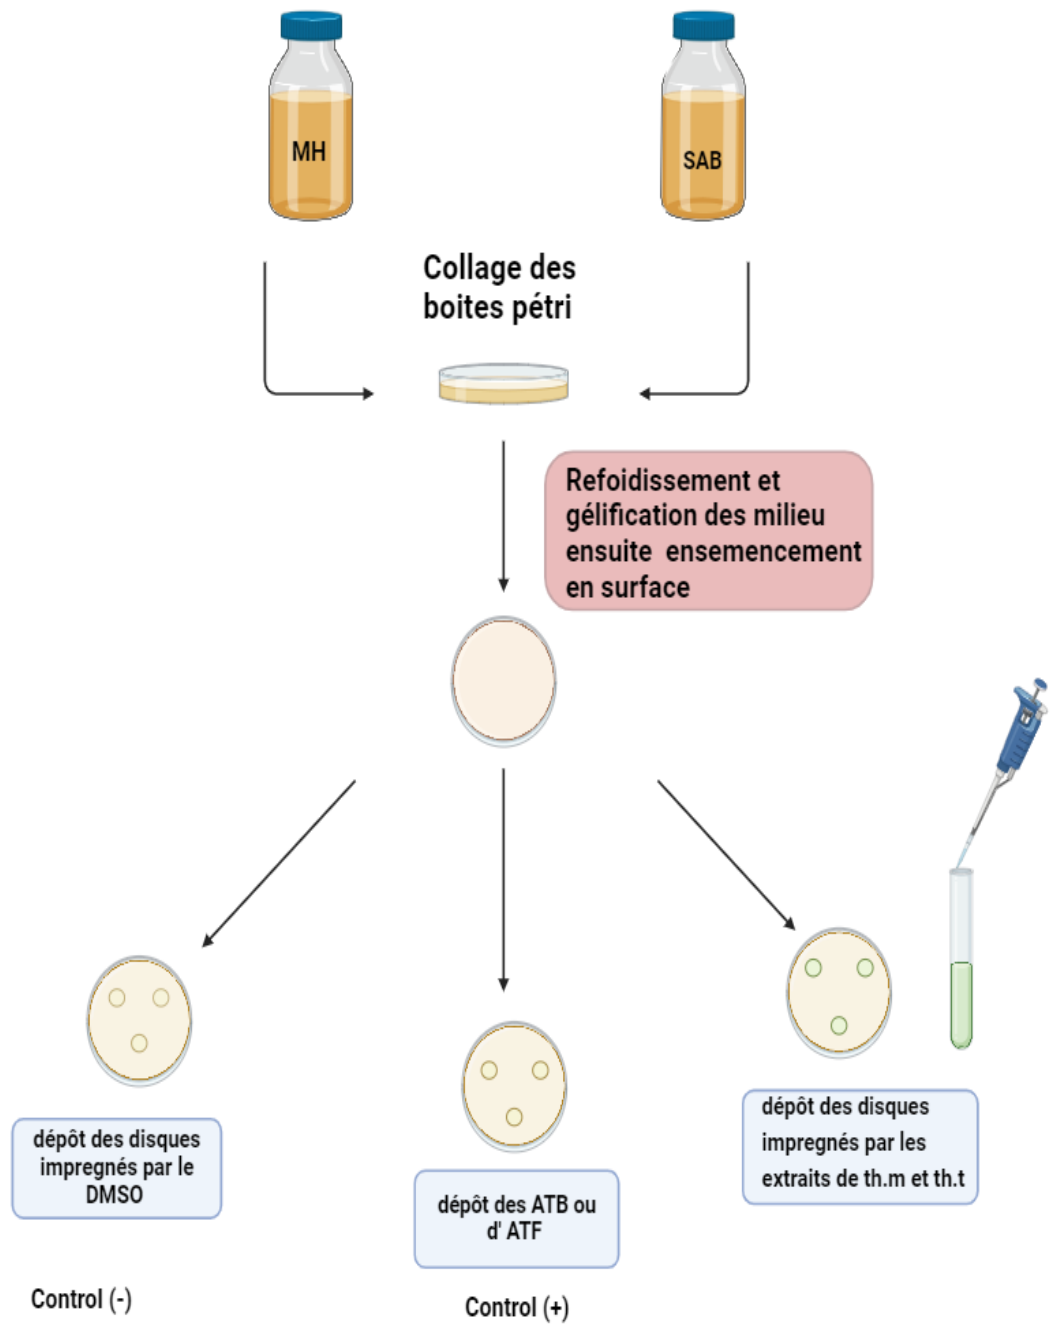 MH
SAB
Collage des
boites pétri
Refoidissement et
gélification des milieu
ensuite ensemencement
en surface
dépôt des disques
impregnés par le
DMSO
Control (-)
dépôt des ATB ou
d' ATF
Control (+)
dépôt des disques
impregnés par les
extraits de th.m et th.t